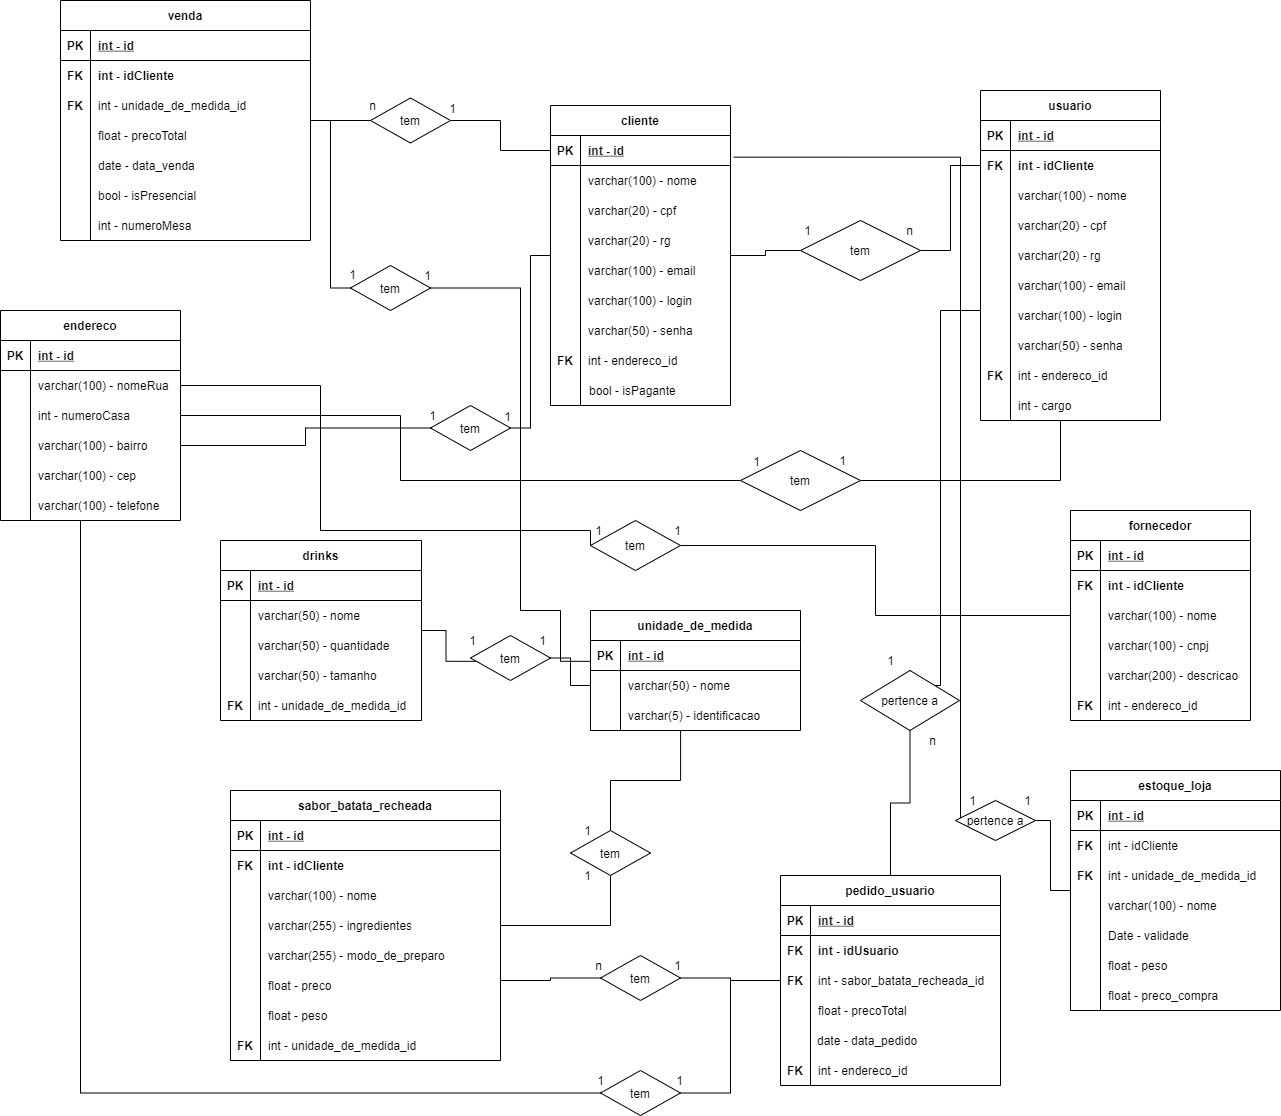 venda
PK int - id
FK int - idCliente
FK int - unidade_de_medida_id
float - precoTotal
date - data_venda
bool - isPresencial
int - numeroMesa
n
tem
1
cliente
PK int - id
varchar(100) - nome
varchar(20) - cpf
varchar(20) - rg
varchar(100) - email
varchar(100) - login
varchar(50) - senha
FK int - endereco_id
bool - isPagante
usuario
PK int - id
FK int - idCliente
varchar(100) - nome
varchar(20) - cpf
varchar(20) - rg
varchar(100) - email
varchar(100) - login
varchar(50) - senha
FK int - endereco_id
int - cargo
1
tem
n
1
tem
1
endereco
PK int - id
varchar(100) - nomeRua
int - numeroCasa
varchar(100) - bairro
varchar(100) - cep
varchar(100) - telefone
1
tem
1
1
tem
1
1
tem
1
fornecedor
PK int - id
FK int - idCliente
varchar(100) - nome
varchar(100) - cnpj
varchar(200) - descricao
FK int - endereco_id
drinks
PK int - id
varchar(50) - nome
varchar(50) - quantidade
varchar(50) - tamanho
FK int - unidade_de_medida_id
1
tem
1
unidade_de_medida
PK int - id
varchar(50) - nome
varchar(5) - identificacao
1
pertence a
n
1
pertence a
1
estoque_loja
PK int - id
FK int - idCliente
FK int - unidade_de_medida_id
varchar(100) - nome
Date - validade
float - peso
float - preco_compra
sabor_batata_recheada
PK int - id
FK int - idCliente
varchar(100) - nome
varchar(255) - ingredientes
varchar(255) - modo_de_preparo
float - preco
float - peso
FK int - unidade_de_medida_id
1
tem
1
pedido_usuario
PK int - id
FK int - idUsuario
FK int - sabor_batata_recheada_id
float - precoTotal
date - data_pedido
FK int - endereco_id
n
tem
1
1
tem
1